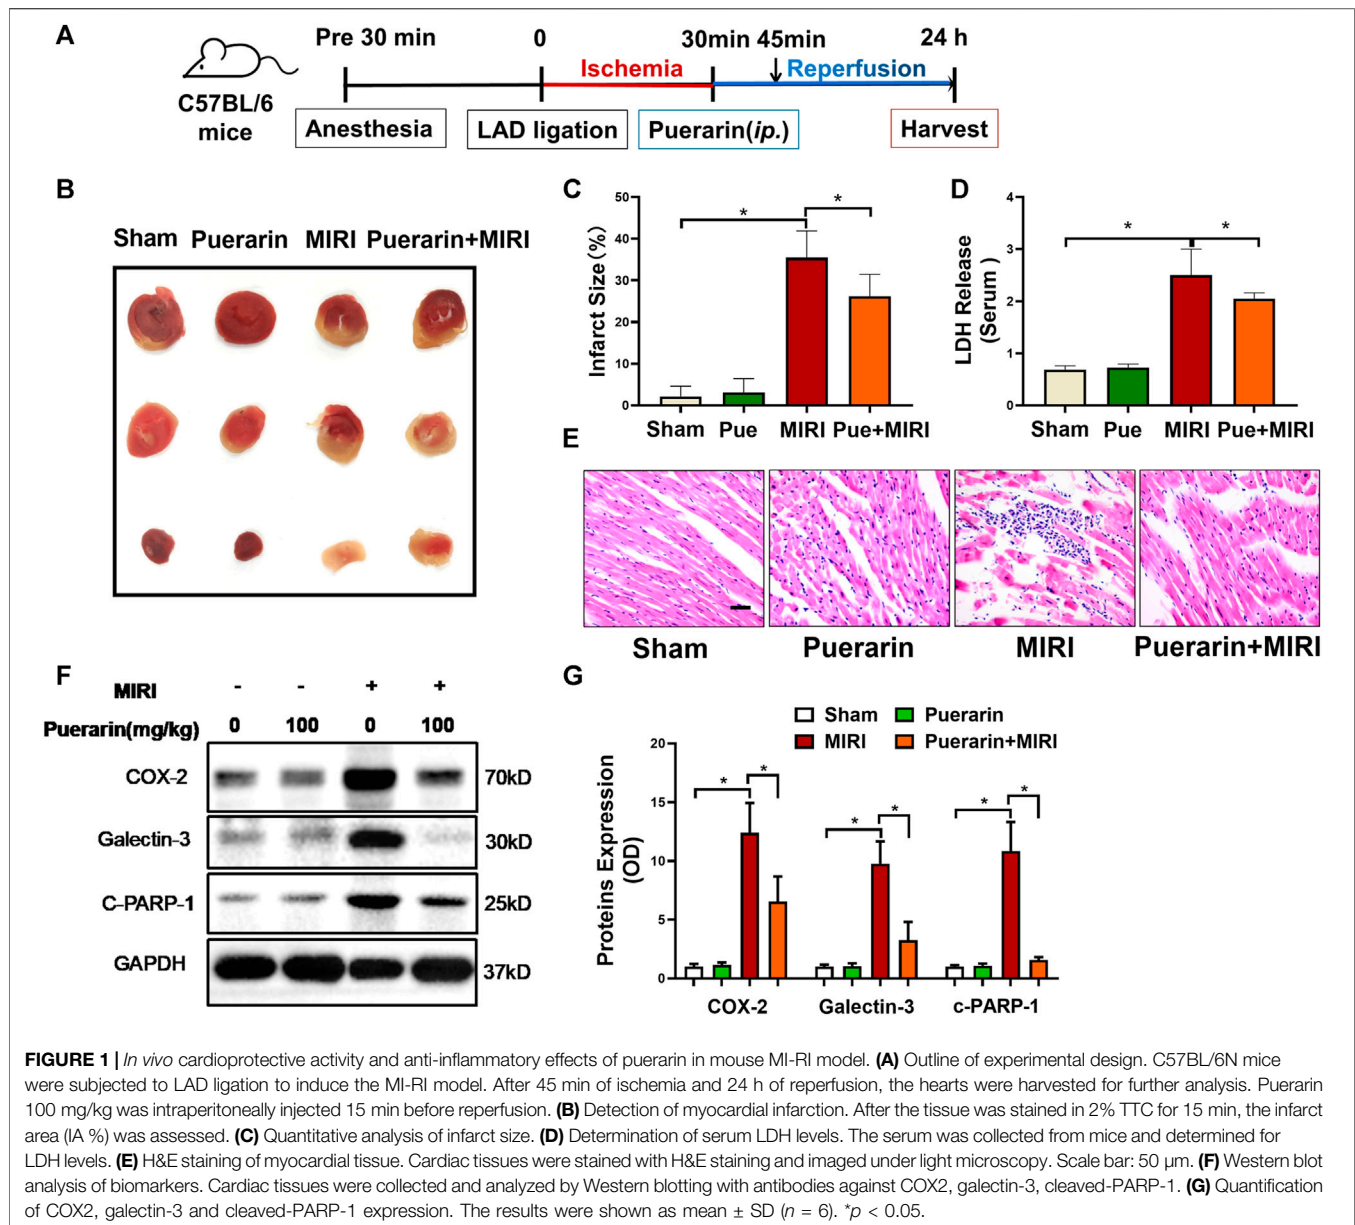 A
Pre 30 min 0 30min 45min 24 h
Ischemia Reperfusion
C57BL/6
mice
Anesthesia LAD ligation Puerarin(ip.) Harvest
B
Sham Puerarin MIRI Puerarin+MIRI
C
Infarct Size(%)
50
40
30
20
10
0
* *
Sham Pue MIRI Pue+MIRI
D
LDH Release
(Serum )
4
3
2
1
0
* *
Sham Pue MIRI Pue+MIRI
E
Sham Puerarin MIRI Puerarin+MIRI
F
MIRI - - + +
Puerarin(mg/kg) 0 100 0 100
COX-2 70kD
Galectin-3 30kD
C-PARP-1 25kD
GAPDH 37kD
G
Sham Puerarin
MIRI Puerarin+MIRI
Proteins Expression
(OD)
20
15
10
5
0
* * * * * *
COX-2 Galectin-3 c-PARP-1
FIGURE 1 | In vivo cardioprotective activity and anti-inflammatory effects of puerarin in mouse MI-RI model. (A) Outline of experimental design. C57BL/6N mice
were subjected to LAD ligation to induce the MI-RI model. After 45 min of ischemia and 24 h of reperfusion, the hearts were harvested for further analysis. Puerarin
100 mg/kg was intraperitoneally injected 15 min before reperfusion. (B) Detection of myocardial infarction. After the tissue was stained in 2% TTC for 15 min, the infarct
area (IA %) was assessed. (C) Quantitative analysis of infarct size. (D) Determination of serum LDH levels. The serum was collected from mice and determined for
LDH levels. (E) H&E staining of myocardial tissue. Cardiac tissues were stained with H&E staining and imaged under light microscopy. Scale bar: 50 µm. (F) Western blot
analysis of biomarkers. Cardiac tissues were collected and analyzed by Western blotting with antibodies against COX2, galectin-3, cleaved-PARP-1. (G) Quantification
of COX2, galectin-3 and cleaved-PARP-1 expression. The results were shown as mean ± SD (n = 6). *p < 0.05.